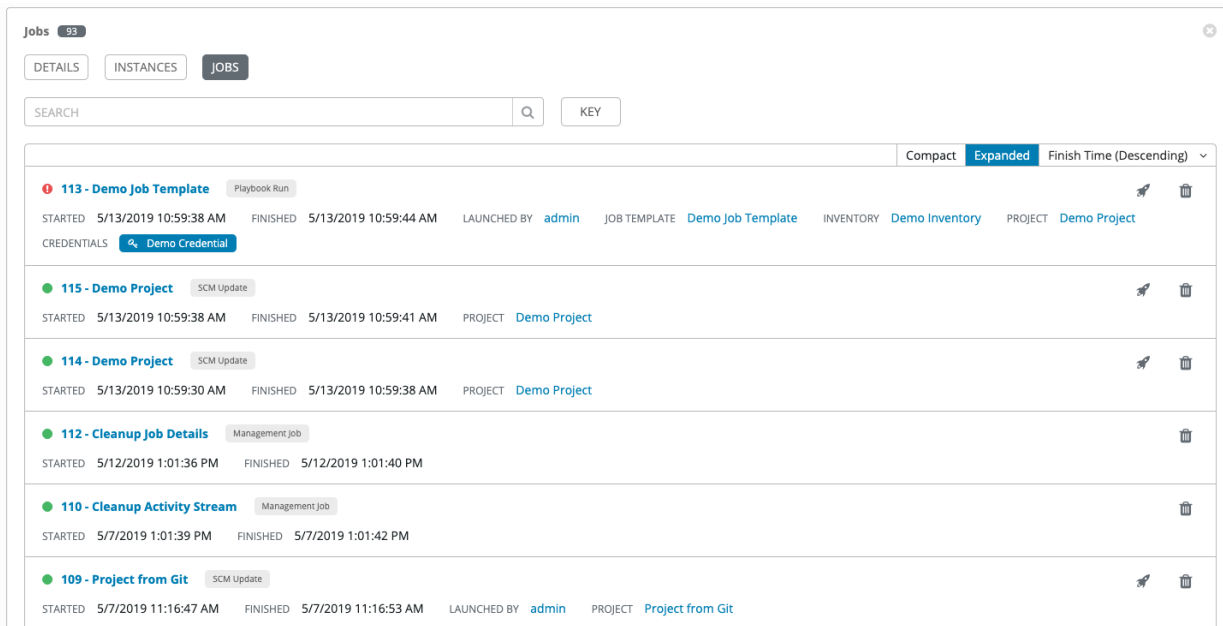 Jobs 93
DETAILS INSTANCES JOBS
SEARCH KEY
Compact Expanded Finish Time (Descending)
113 - Demo Job Template Playbook Run
STARTED 5/13/2019 10:59:38 AM FINISHED 5/13/2019 10:59:44 AM LAUNCHED BY admin JOB TEMPLATE Demo Job Template INVENTORY Demo Inventory PROJECT Demo Project
CREDENTIALS Demo Credential
115 - Demo Project SCM Update
STARTED 5/13/2019 10:59:38 AM FINISHED 5/13/2019 10:59:41 AM PROJECT Demo Project
114 - Demo Project SCM Update
STARTED 5/13/2019 10:59:30 AM FINISHED 5/13/2019 10:59:38 AM PROJECT Demo Project
112 - Cleanup Job Details Management Job
STARTED 5/12/2019 1:01:36 PM FINISHED 5/12/2019 1:01:40 PM
110 - Cleanup Activity Stream Management Job
STARTED 5/7/2019 1:01:39 PM FINISHED 5/7/2019 1:01:42 PM
109 - Project from Git SCM Update
STARTED 5/7/2019 11:16:47 AM FINISHED 5/7/2019 11:16:53 AM LAUNCHED BY admin PROJECT Project from Git